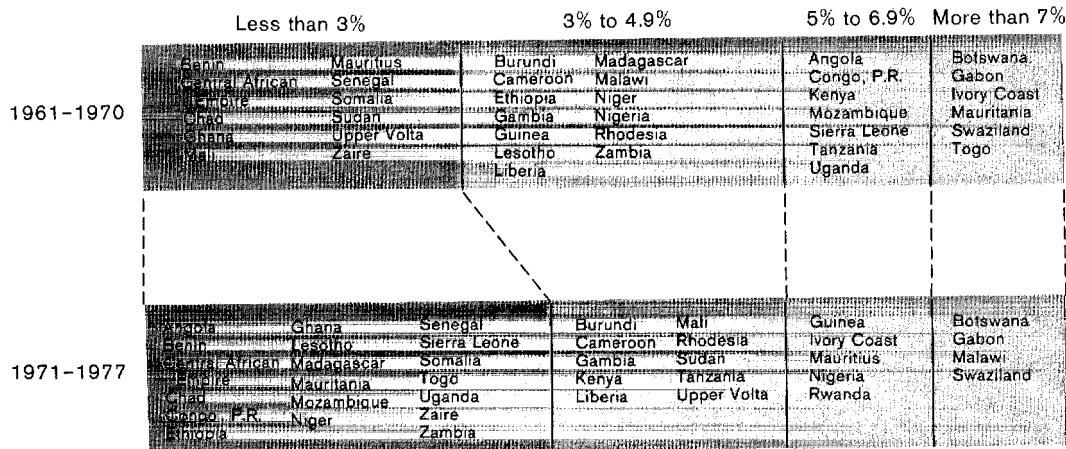 Less than 3% 3% to 4.9% 5% to 6.9% More than 7%
1961-1970
Benin
Central African
Empire
Chad
Ghana
Mali
Mauritius
Senegal
Somalia
Sudan
Upper Volta
Zaire
Burundi
Cameroon
Ethiopia
Gambia
Guinea
Lesotho
Liberia
Madagascar
Malawi
Niger
Nigeria
Rhodesia
Zambia
Angola
Congo, P.R.
Kenya
Mozambique
Sierra Leone
Tanzania
Uganda
Botswana
Gabon
Ivory Coast
Mauritania
Swaziland
Togo
1971-1977
Angola
Benin
Central African
Empire
Chad
Congo, P.R.
Ethiopia
Ghana
Lesotho
Madagascar
Mauritania
Mozambique
Niger
Senegal
Sierra Leone
Somalia
Togo
Uganda
Zaire
Zambia
Burundi
Cameroon
Gambia
Kenya
Liberia
Mali
Rhodesia
Sudan
Tanzania
Upper Volta
Guinea
Ivory Coast
Mauritius
Nigeria
Rwanda
Botswana
Gabon
Malawi
Swaziland